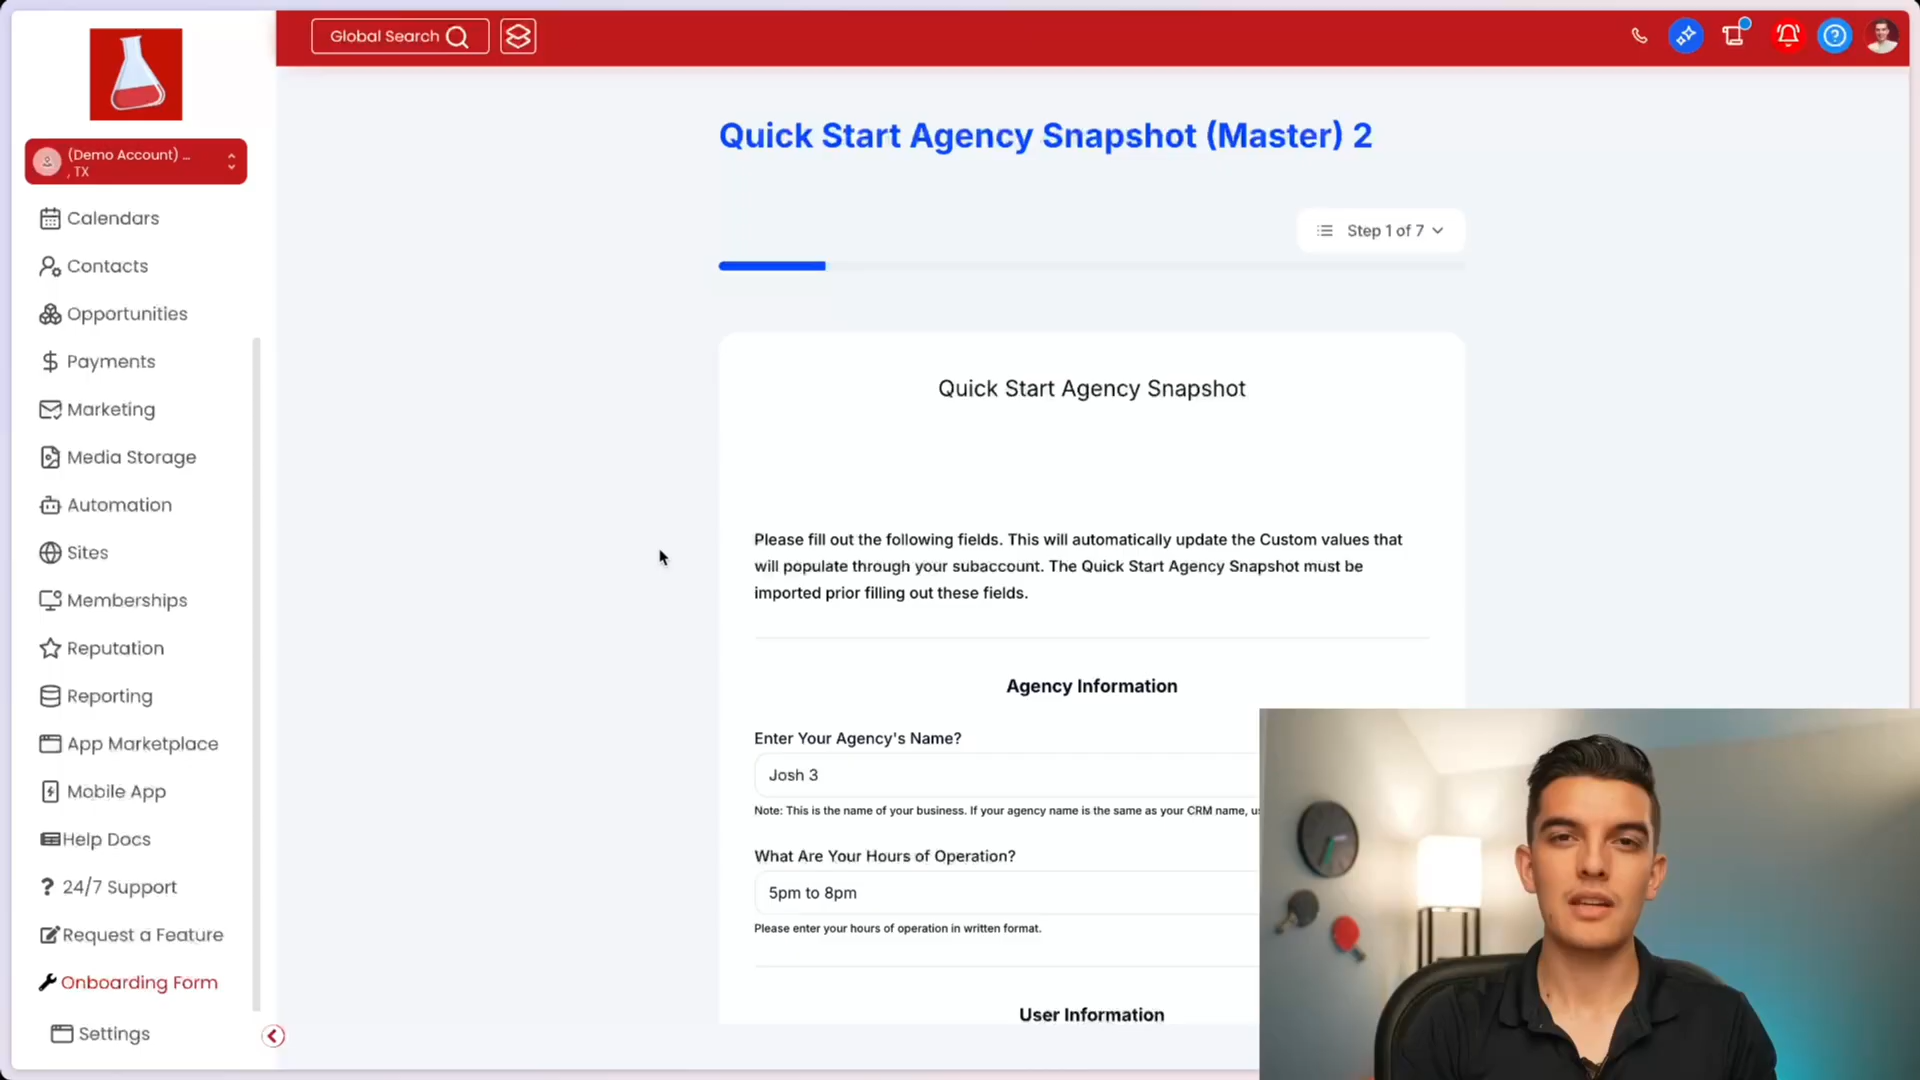 Global Search
(Demo Account) ...
, TX
Calendars
Contacts
Opportunities
Payments
Marketing
Media Storage
Automation
Sites
Memberships
Reputation
Reporting
App Marketplace
Mobile App
Help Docs
24/7 Support
Request a Feature
Onboarding Form
Settings
Quick Start Agency Snapshot (Master) 2
Step 1 of 7
Quick Start Agency Snapshot
Please fill out the following fields. This will automatically update the Custom values that
will populate through your subaccount. The Quick Start Agency Snapshot must be
imported prior filling out these fields.
Agency Information
Enter Your Agency's Name?
Josh 3
Note: This is the name of your business. If your agency name is the same as your CRM name,
What Are Your Hours of Operation?
5pm to 8pm
Please enter your hours of operation in written format.
User Information